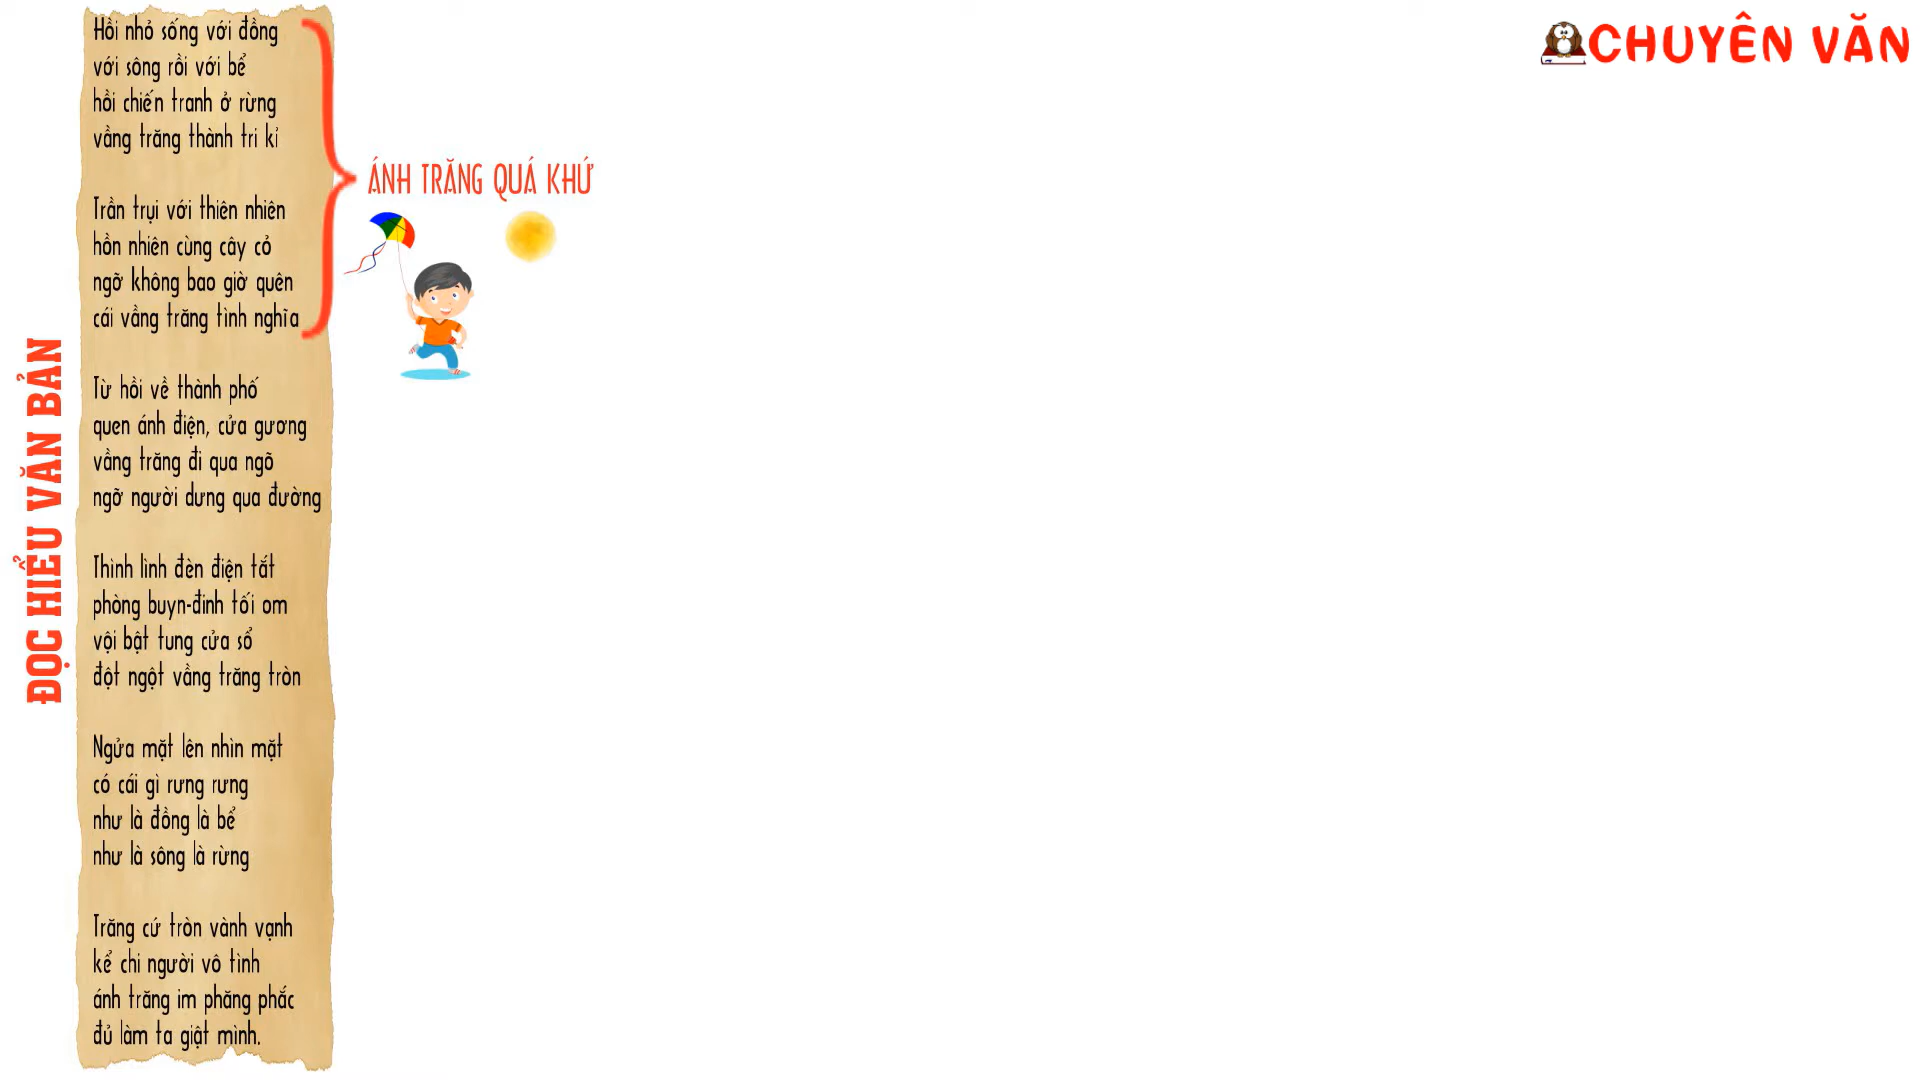 CHUYÊN VĂN
ĐỌC HIỂU VĂN BẢN
Hồi nhỏ sống với đồng
với sông rồi với bể
hồi chiến tranh ở rừng
vầng trăng thành tri kỉ
Trần trụi với thiên nhiên
hồn nhiên cùng cây cỏ
ngỡ không bao giờ quên
cái vầng trăng tình nghĩa
ÁNH TRĂNG QUÁ KHỨ
Từ hồi về thành phố
quen ánh điện, cửa gương
vầng trăng đi qua ngõ
ngỡ người dưng qua đường
Thình lình đèn điện tắt
phòng buyn-đinh tối om
vội bật tung cửa sổ
đột ngột vầng trăng tròn
Ngửa mặt lên nhìn mặt
có cái gì rưng rưng
như là đồng là bể
như là sông là rừng
Trăng cứ tròn vành vạnh
kể chi người vô tình
ánh trăng im phăng phắc
đủ làm ta giật mình.